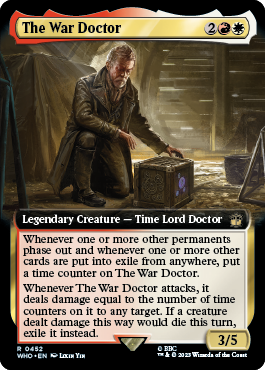 The War Doctor 2
Legendary Creature — Time Lord Doctor
Whenever one or more other permanents
phase out and whenever one or more other
cards are put into exile from anywhere, put
a time counter on The War Doctor.
Whenever The War Doctor attacks, it
deals damage equal to the number of time
counters on it to any target. If a creature
dealt damage this way would die this turn,
exile it instead.
3/5
R 0452
WHO • EN Lixin Yin
© BBC
™ & © 2023 Wizards of the Coast